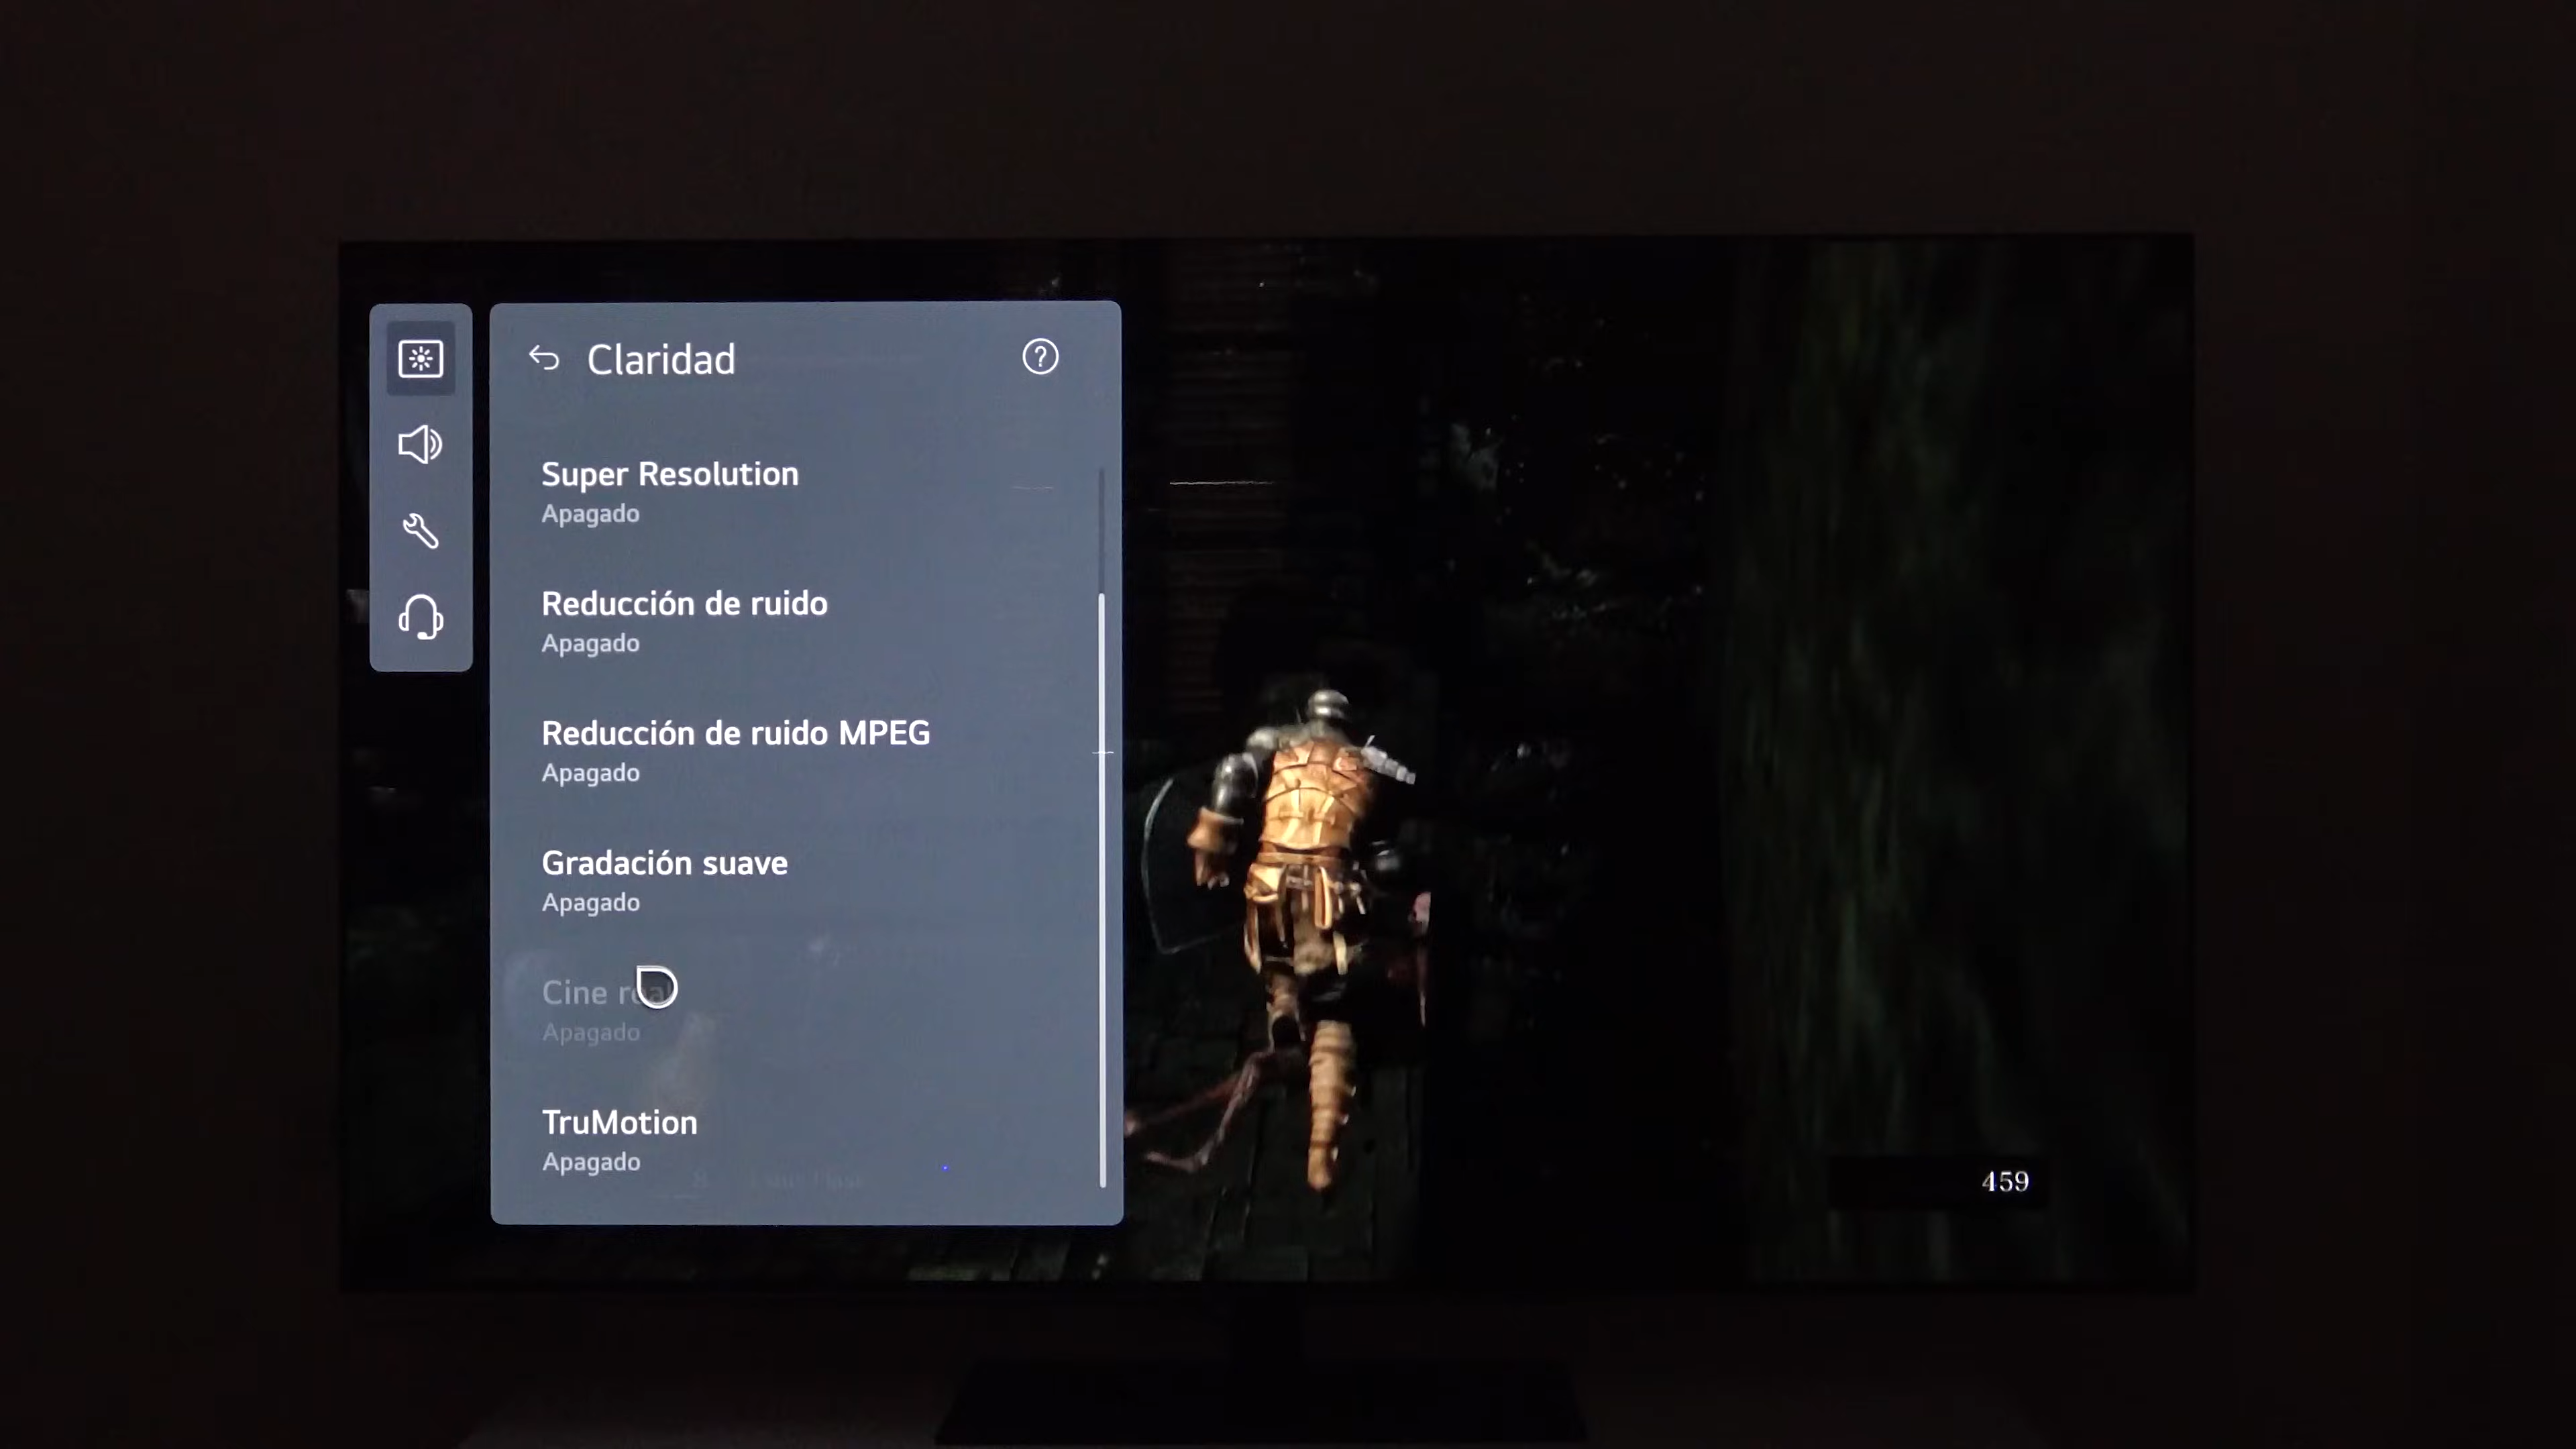 Claridad
Super Resolution
Apagado
Reducción de ruido
Apagado
Reducción de ruido MPEG
Apagado
Gradación suave
Apagado
Cine real
Apagado
TruMotion
Apagado
459